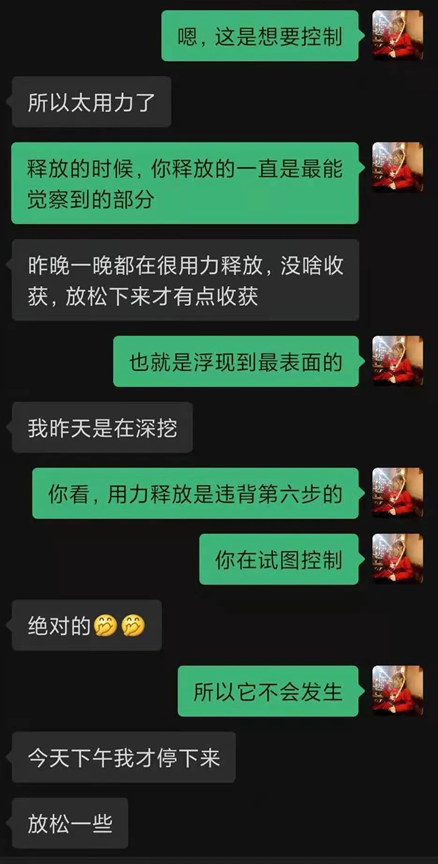 嗯，这是想要控制
所以太用力了
释放的时候，你释放的一直是最能
觉察到的部分
昨晚一晚都在很用力释放，没啥收
获，放松下来才有点收获
也就是浮现到最表面的
我昨天是在深挖
你看，用力释放是违背第六步的
你在试图控制
绝对的🤭🤭
所以它不会发生
今天下午我才停下来
放松一些